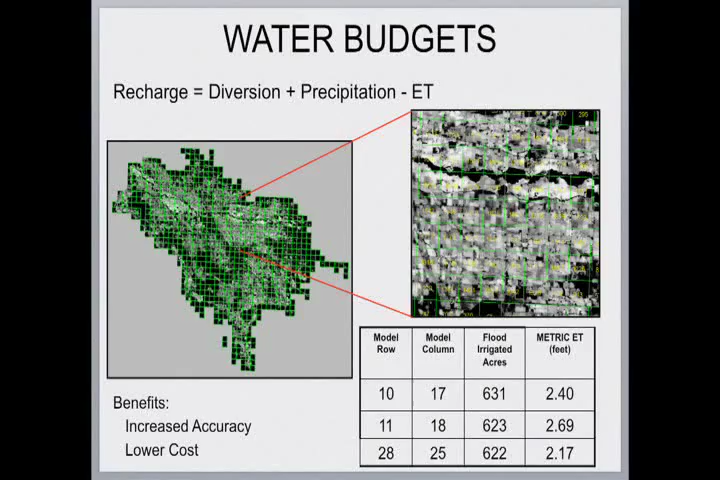 WATER BUDGETS
Recharge = Diversion + Precipitation - ET
Model Row
Model Column
Flood Irrigated Acres
METRIC ET (feet)
10 17 631 2.40
11 18 623 2.69
28 25 622 2.17
Benefits:
Increased Accuracy
Lower Cost